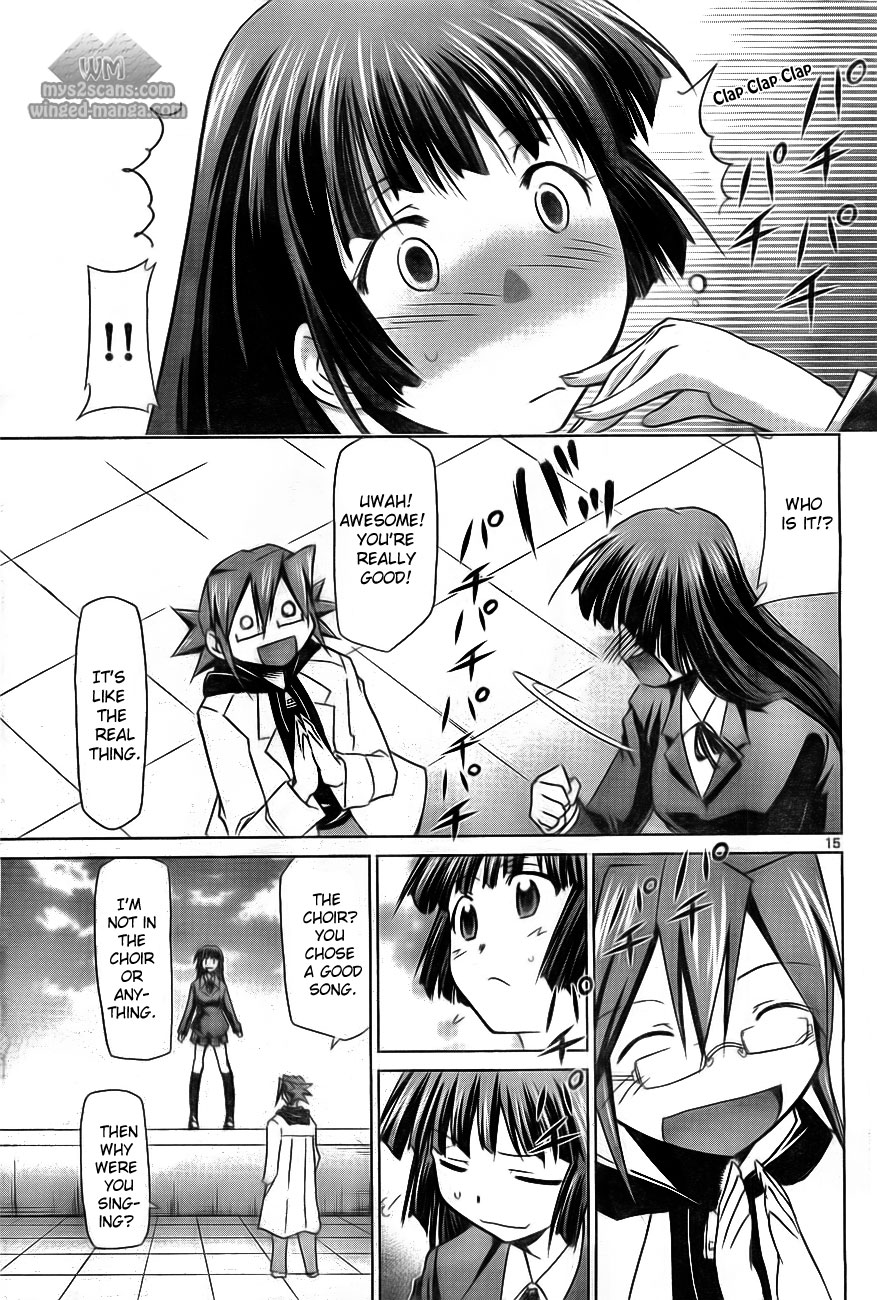 Clap Clap Clap
パチ
パチ
パチ
!!
WM
mys2scans.com
winged-manga.com
WHO
IS IT!?
バッ
UWAH!
AWESOME!
YOU'RE
REALLY
GOOD!
パチ
パチ
パチ
IT'S
LIKE
THE REAL
THING.
15
パチ
パチ
THE
CHOIR?
YOU
CHOSE
A GOOD
SONG.
I'M
NOT IN
THE
CHOIR
OR
ANY-
THING.
THEN
WHY
WERE
YOU
SING-
ING?